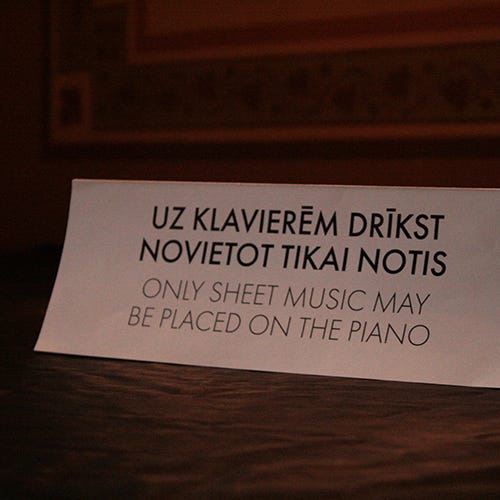 UZ KLAVIERĒM DRĪKST
NOVIETOT TIKAI NOTIS
ONLY SHEET MUSIC MAY
BE PLACED ON THE PIANO